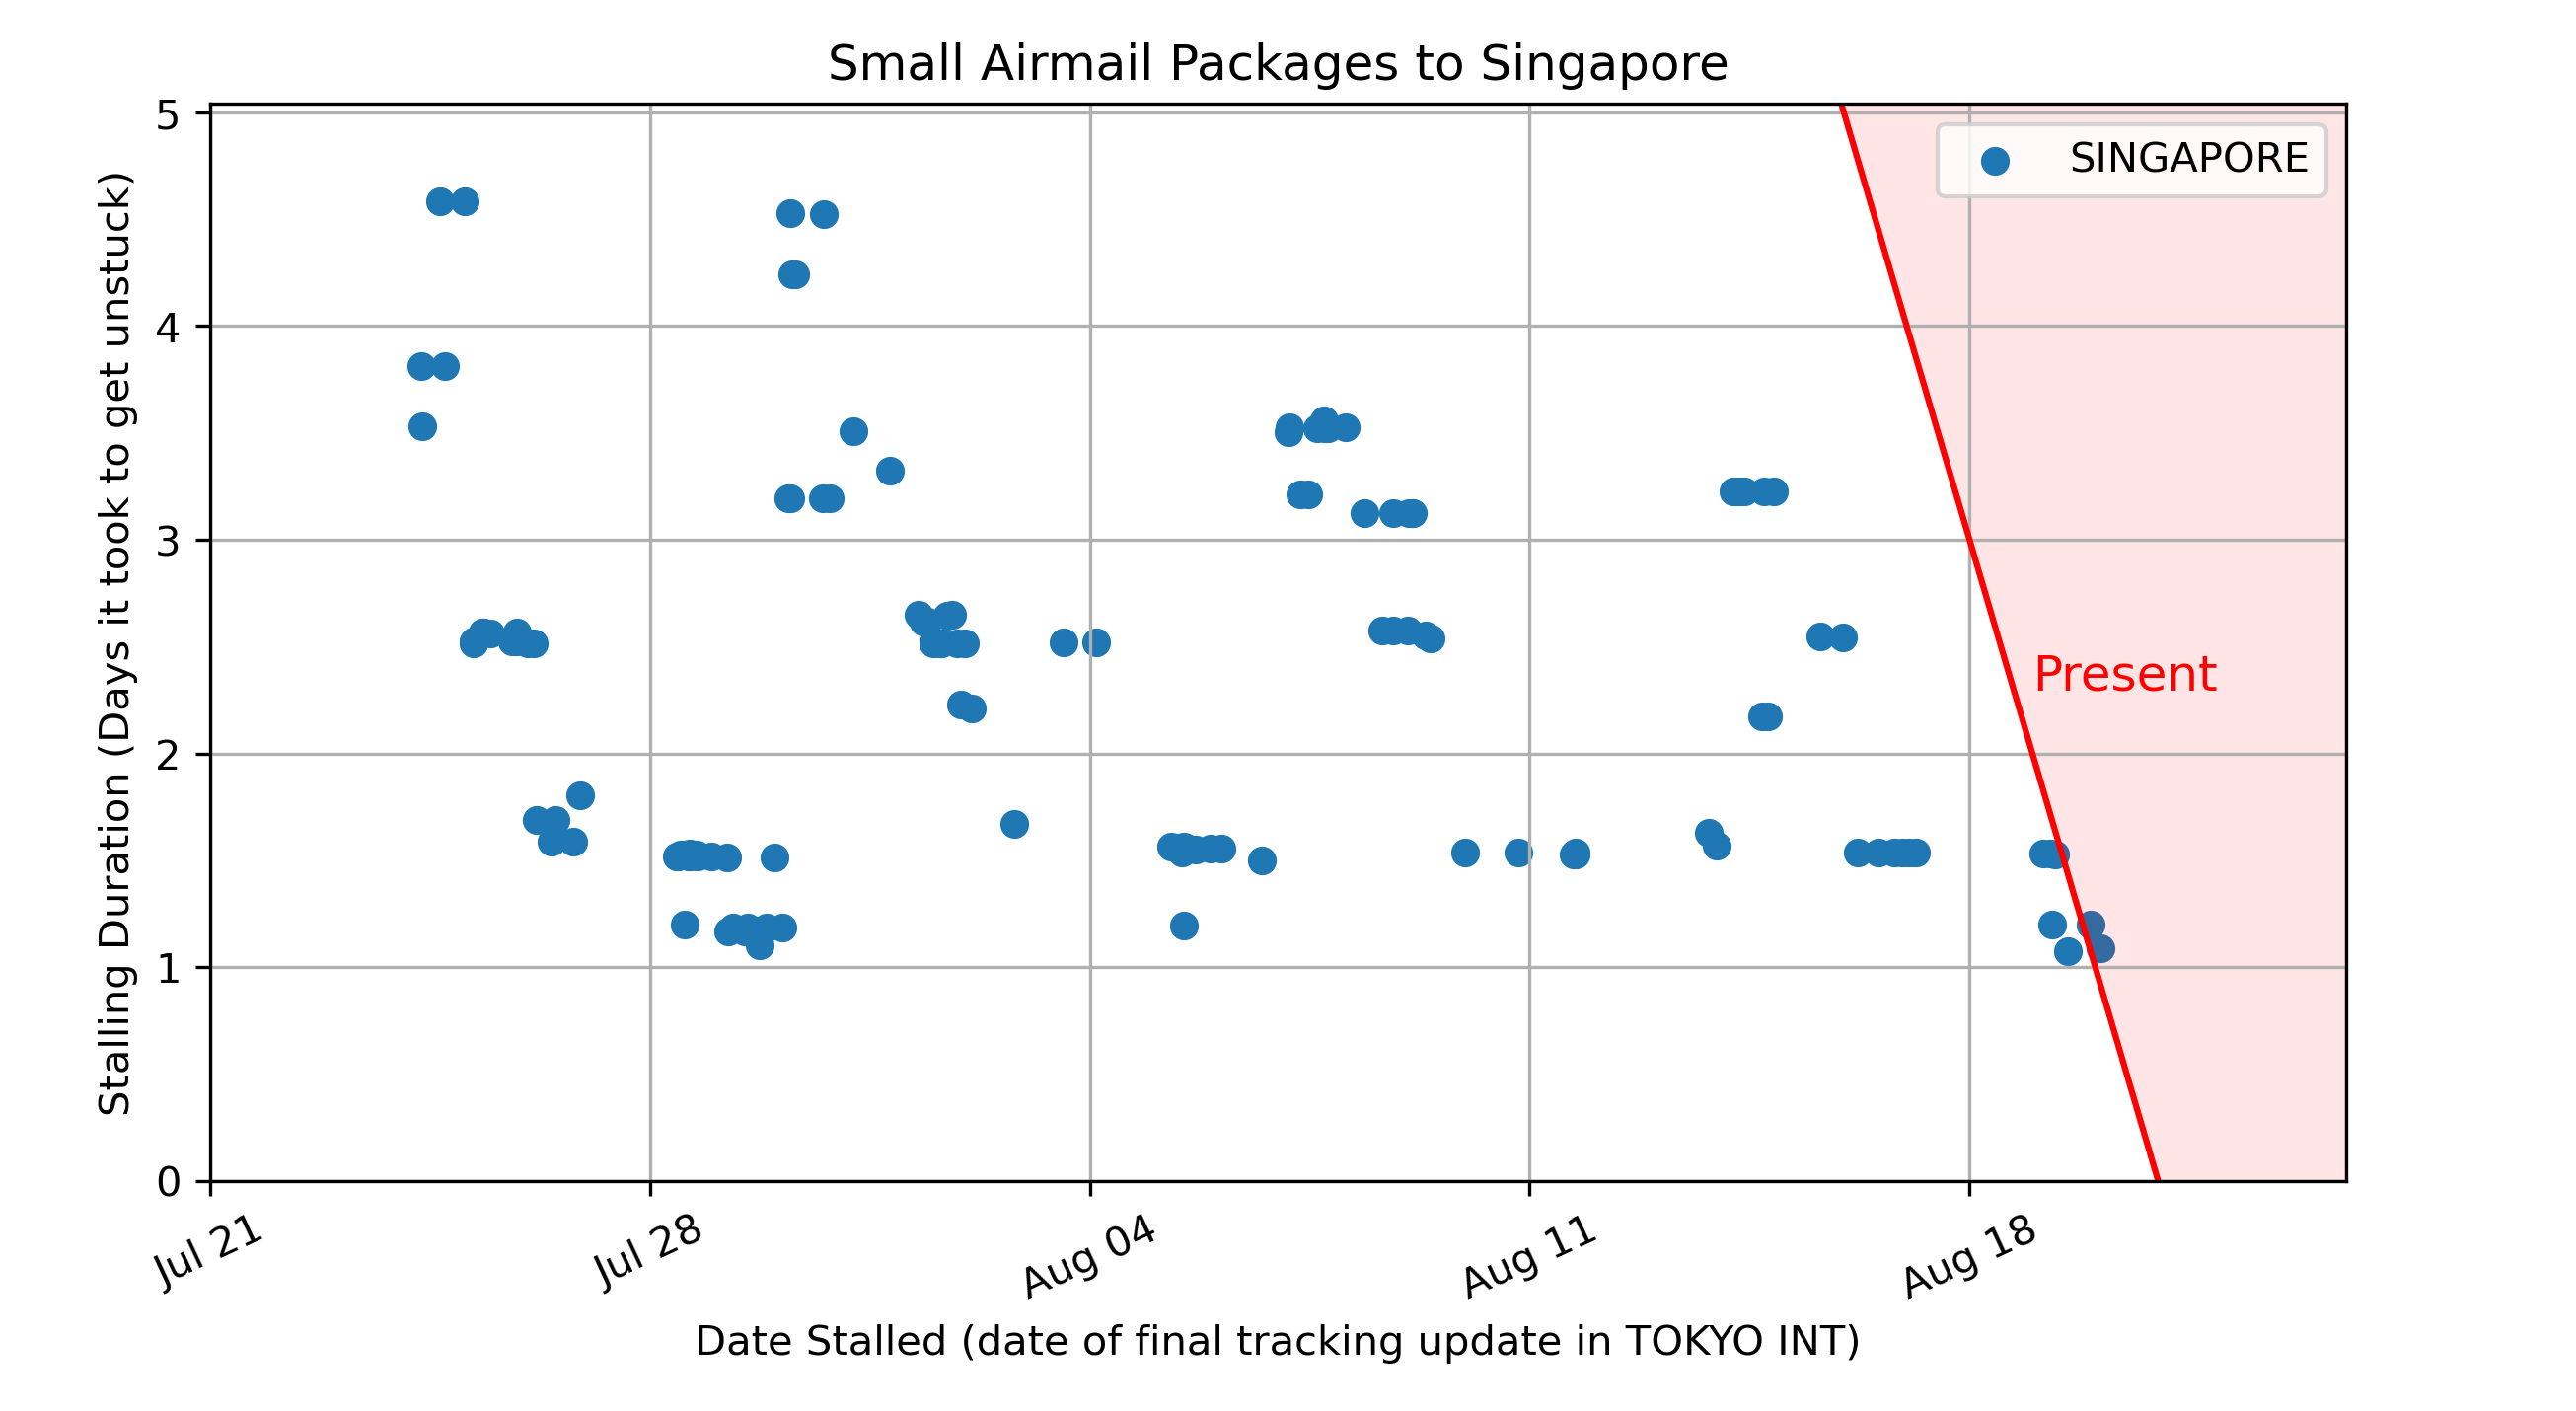 Small Airmail Packages to Singapore
SINGAPORE
Present
Stalling Duration (Days it took to get unstuck)
5
4
3
2
1
0
Jul 21
Jul 28
Aug 04
Aug 11
Aug 18
Date Stalled (date of final tracking update in TOKYO INT)